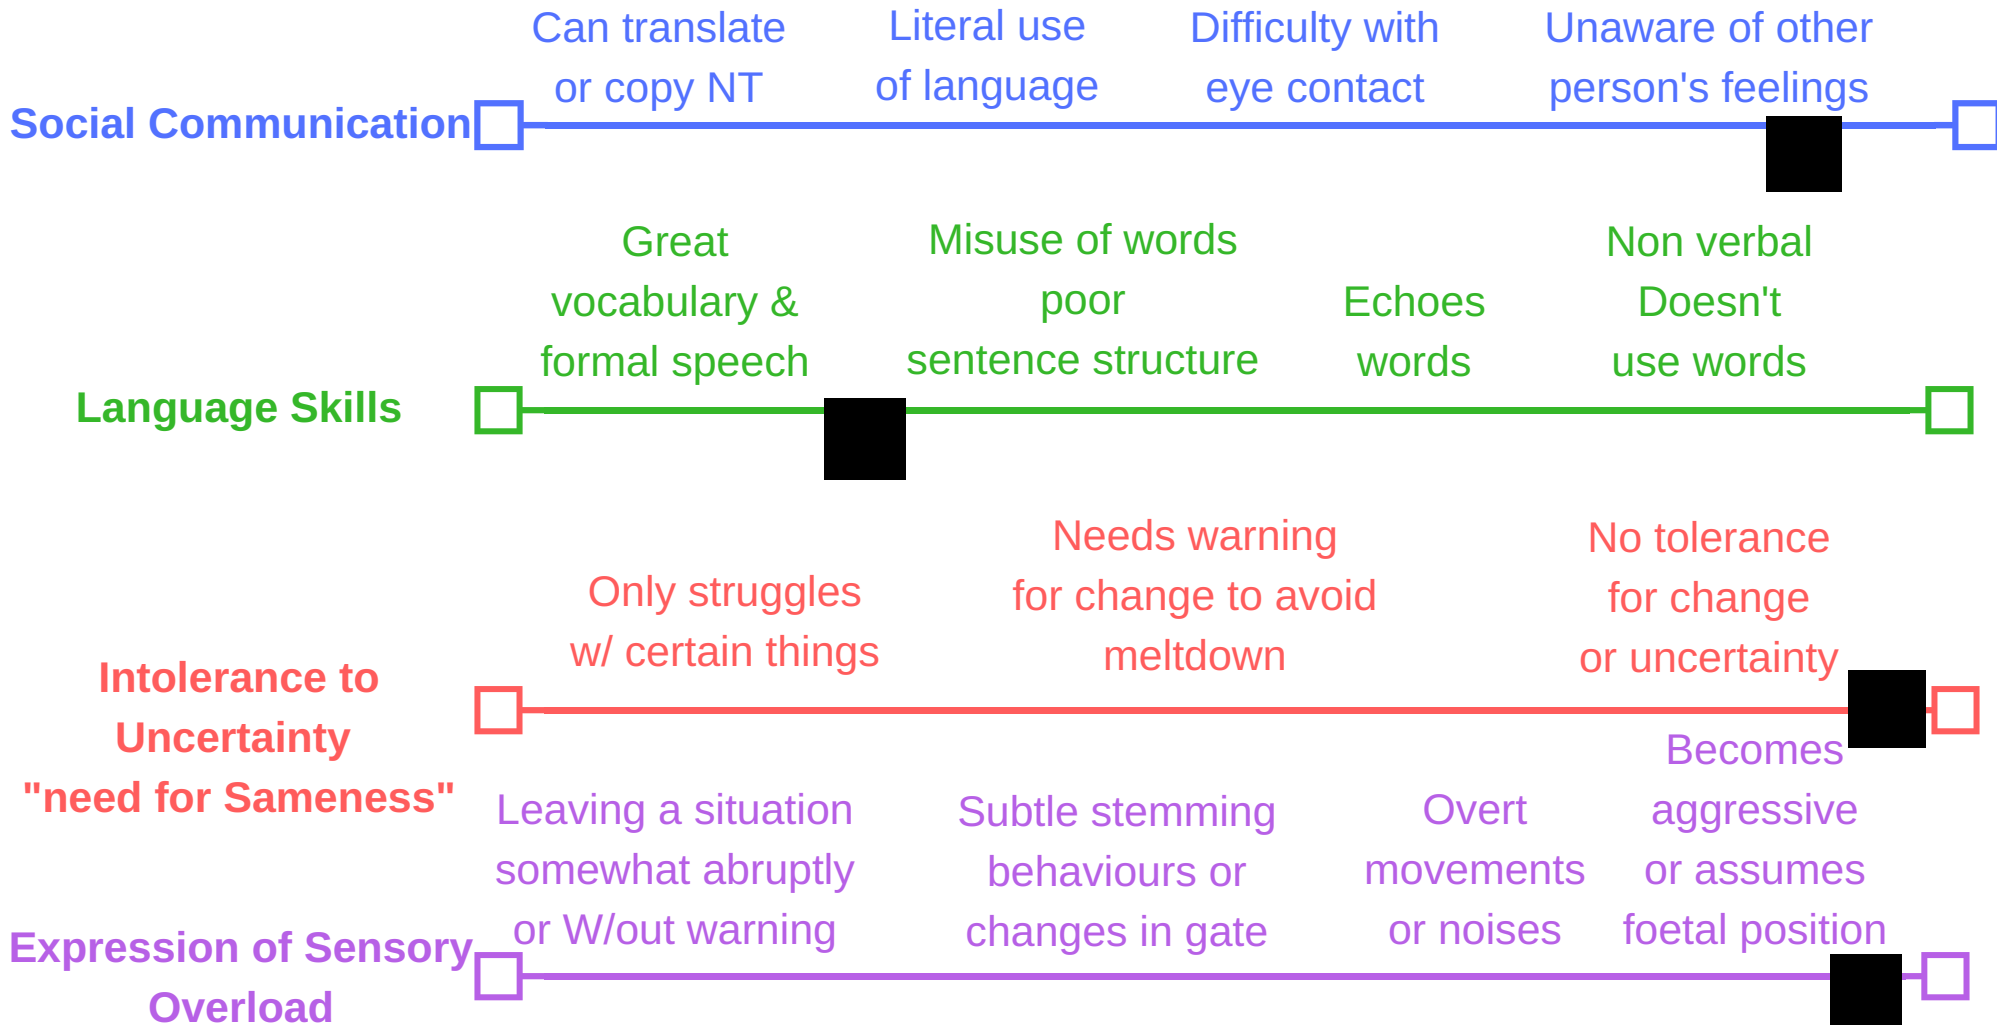 Can translate
or copy NT
Literal use
of language
Difficulty with
eye contact
Unaware of other
person's feelings
Social Communication
Great
vocabulary &
formal speech
Misuse of words
poor
sentence structure
Echoes
words
Non verbal
Doesn't
use words
Language Skills
Only struggles
w/ certain things
Needs warning
for change to avoid
meltdown
No tolerance
for change
or uncertainty
Intolerance to
Uncertainty
"need for Sameness"
Leaving a situation
somewhat abruptly
or W/out warning
Subtle stemming
behaviours or
changes in gate
Overt
movements
or noises
Becomes
aggressive
or assumes
foetal position
Expression of Sensory
Overload